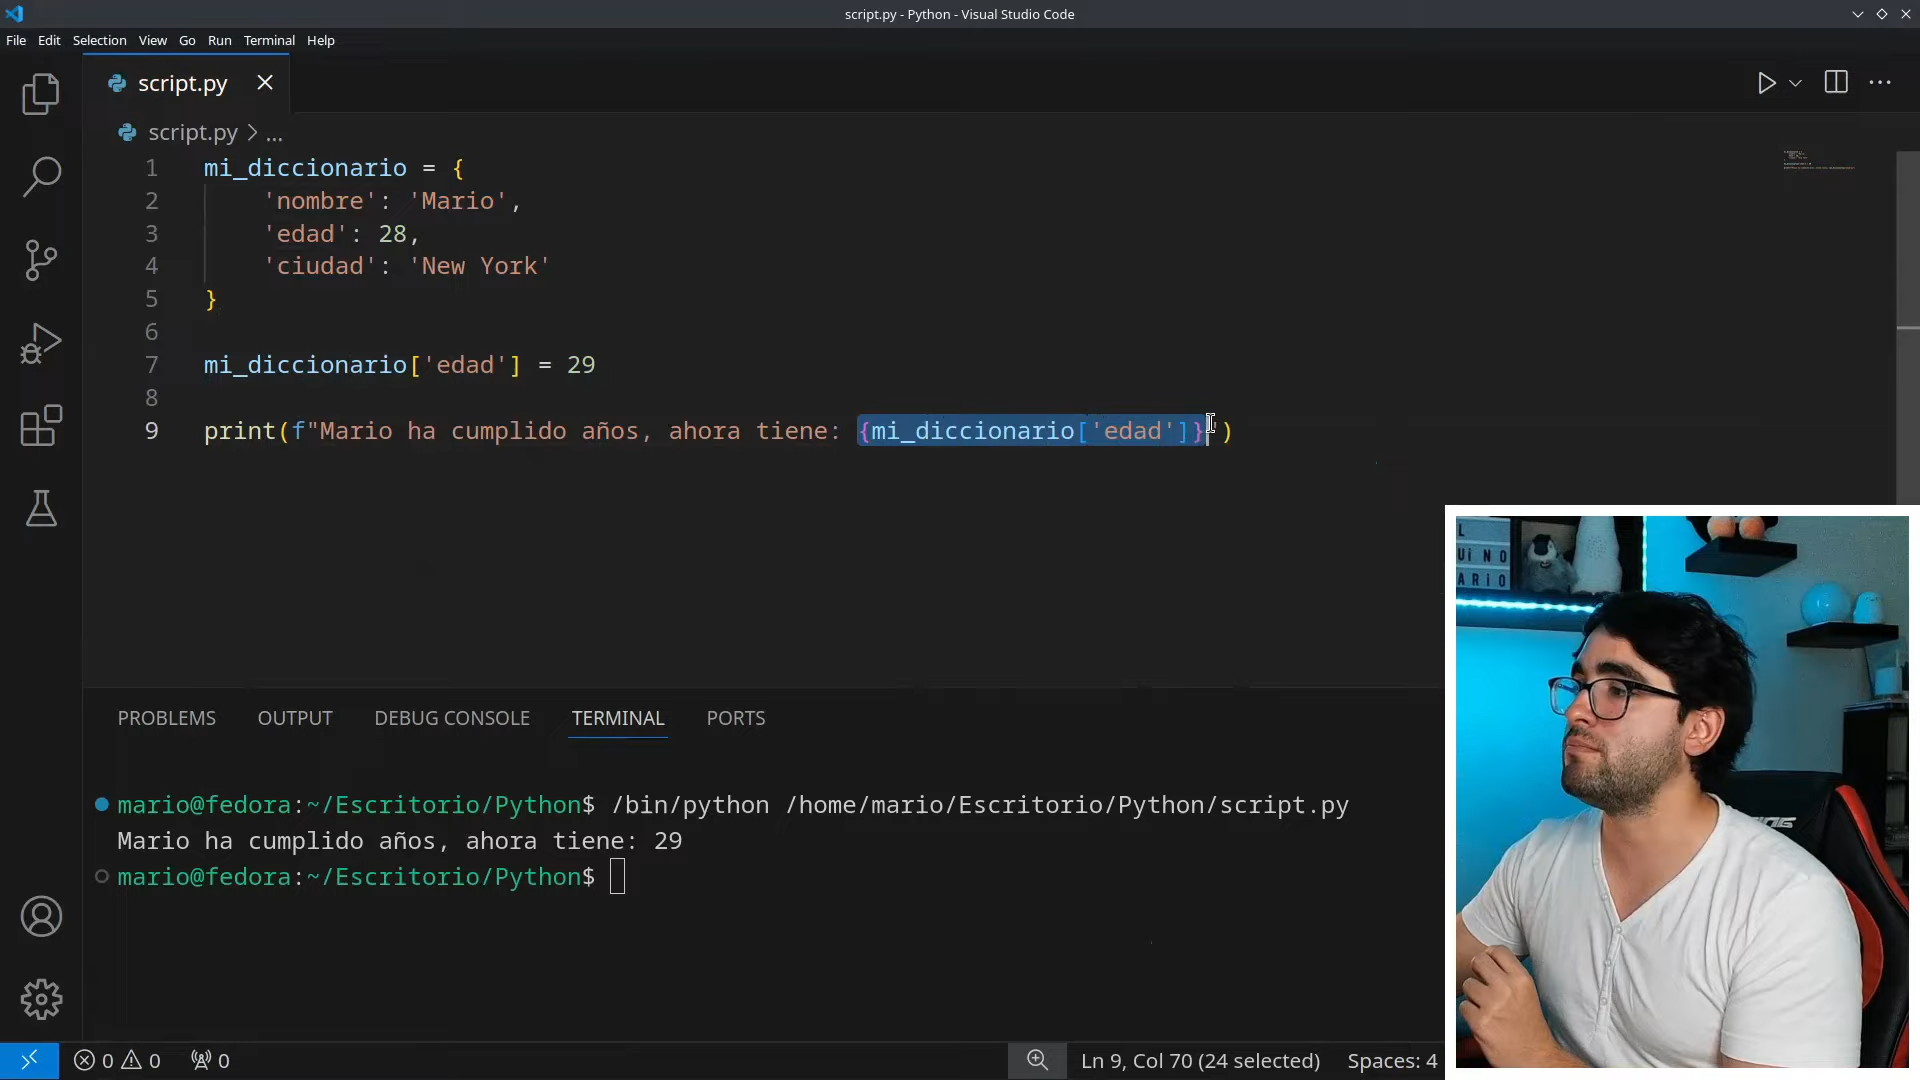 script.py - Python - Visual Studio Code
File Edit Selection View Go Run Terminal Help
script.py
script.py > ...
1 mi_diccionario = {
2     'nombre': 'Mario',
3     'edad': 28,
4     'ciudad': 'New York'
5 }
6
7 mi_diccionario['edad'] = 29
8
9 print(f"Mario ha cumplido años, ahora tiene: {mi_diccionario['edad']}")
PROBLEMS OUTPUT DEBUG CONSOLE TERMINAL PORTS
mario@fedora:~/Escritorio/Python$ /bin/python /home/mario/Escritorio/Python/script.py
Mario ha cumplido años, ahora tiene: 29
mario@fedora:~/Escritorio/Python$
0 0 0 Ln 9, Col 70 (24 selected) Spaces: 4
L
UiNO
ARiO